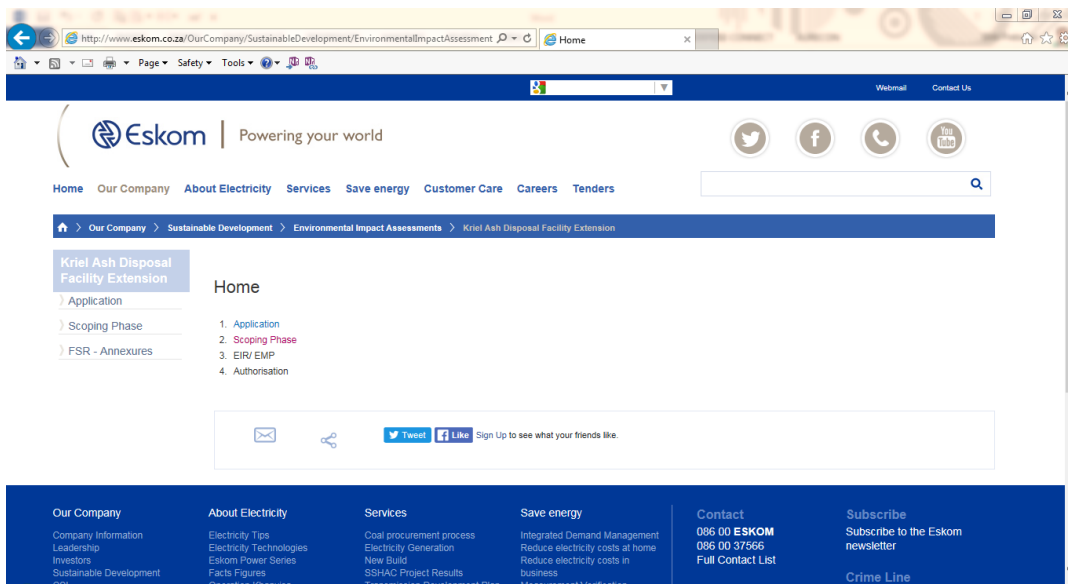 http://www.eskom.co.za/OurCompany/SustainableDevelopment/EnvironmentalImpactAssessment
Home
Page Safety Tools
Webmail Contact Us
Eskom Powering your world
You Tube
Home Our Company About Electricity Services Save energy Customer Care Careers Tenders
Our Company > Sustainable Development > Environmental Impact Assessments > Kriel Ash Disposal Facility Extension
Kriel Ash Disposal
Facility Extension
Application
Scoping Phase
FSR - Annexures
Home
1. Application
2. Scoping Phase
3. EIR/ EMP
4. Authorisation
Tweet Like Sign Up to see what your friends like.
Our Company
Company Information
Leadership
Investors
Sustainable Development
About Electricity
Electricity Tips
Electricity Technologies
Eskom Power Series
Facts Figures
Services
Coal procurement process
Electricity Generation
New Build
SSHAC Project Results
Save energy
Integrated Demand Management
Reduce electricity costs at home
Reduce electricity costs in
business
Contact
086 00 ESKOM
086 00 37566
Full Contact List
Subscribe
Subscribe to the Eskom
newsletter
Crime Line